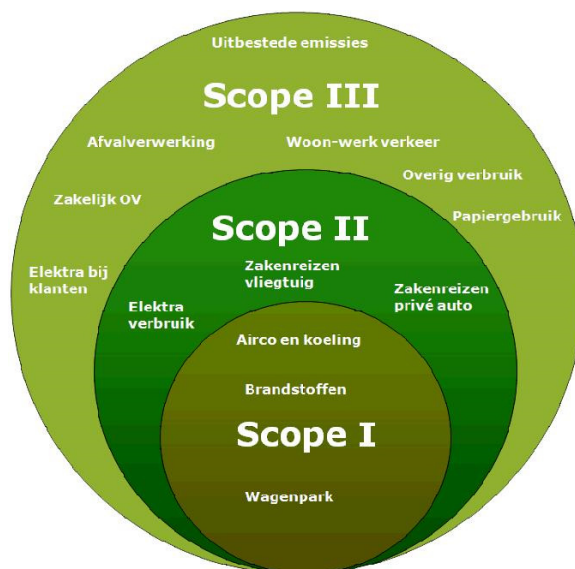 Uitbestede emissies
Scope III
Afvalverwerking
Woon-werk verkeer
Overig verbruik
Zakelijk OV
Papiergebruik
Scope II
Elektra bij
klanten
Zakenreizen
vliegtuig
Zakenreizen
privé auto
Elektra
verbruik
Airco en koeling
Brandstoffen
Scope I
Wagenpark